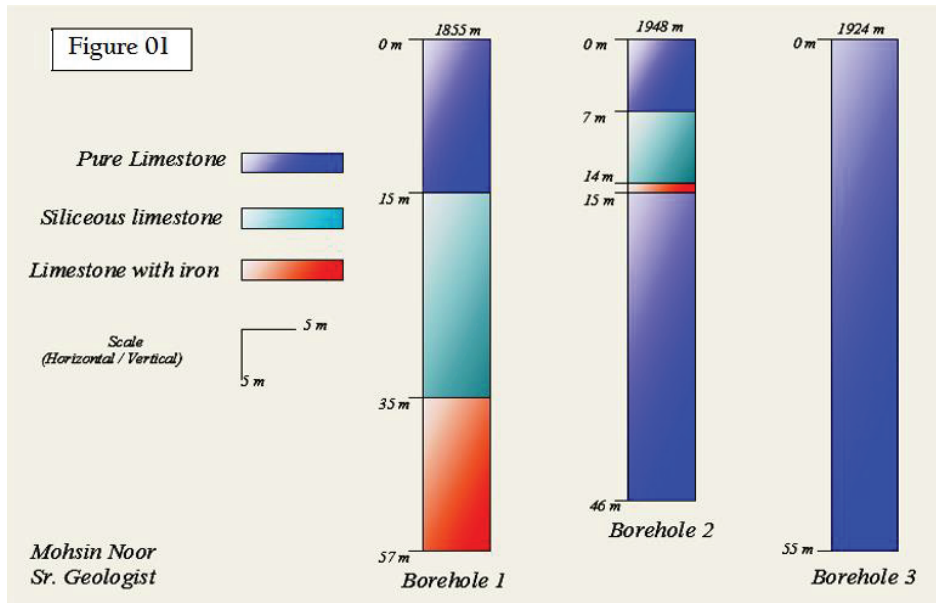 Figure 01
Pure Limestone
Siliceous limestone
Limestone with iron
Scale
(Horizontal / Vertical)
5 m
5 m
Mohsin Noor
Sr. Geologist
1855 m
0 m
15 m
35 m
57 m
Borehole 1
1948 m
0 m
7 m
14 m
15 m
46 m
Borehole 2
1924 m
0 m
55 m
Borehole 3